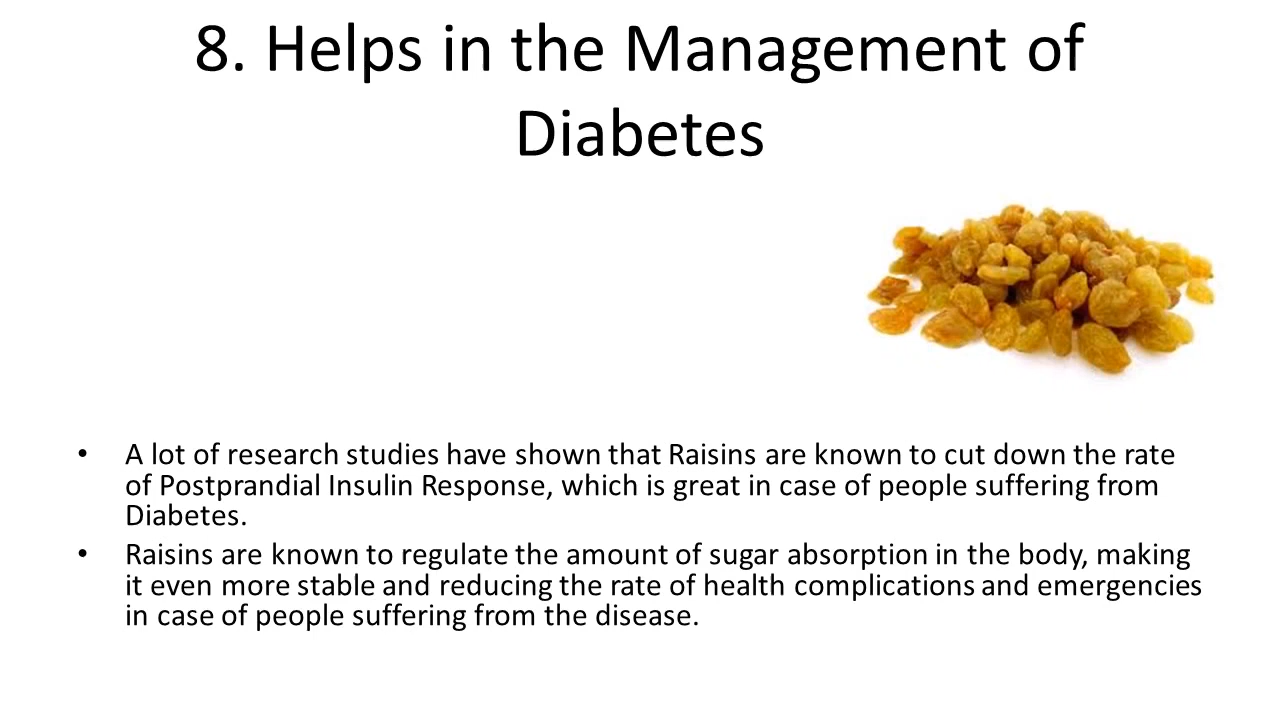 8. Helps in the Management of
Diabetes
• A lot of research studies have shown that Raisins are known to cut down the rate
of Postprandial Insulin Response, which is great in case of people suffering from
Diabetes.
• Raisins are known to regulate the amount of sugar absorption in the body, making
it even more stable and reducing the rate of health complications and emergencies
in case of people suffering from the disease.